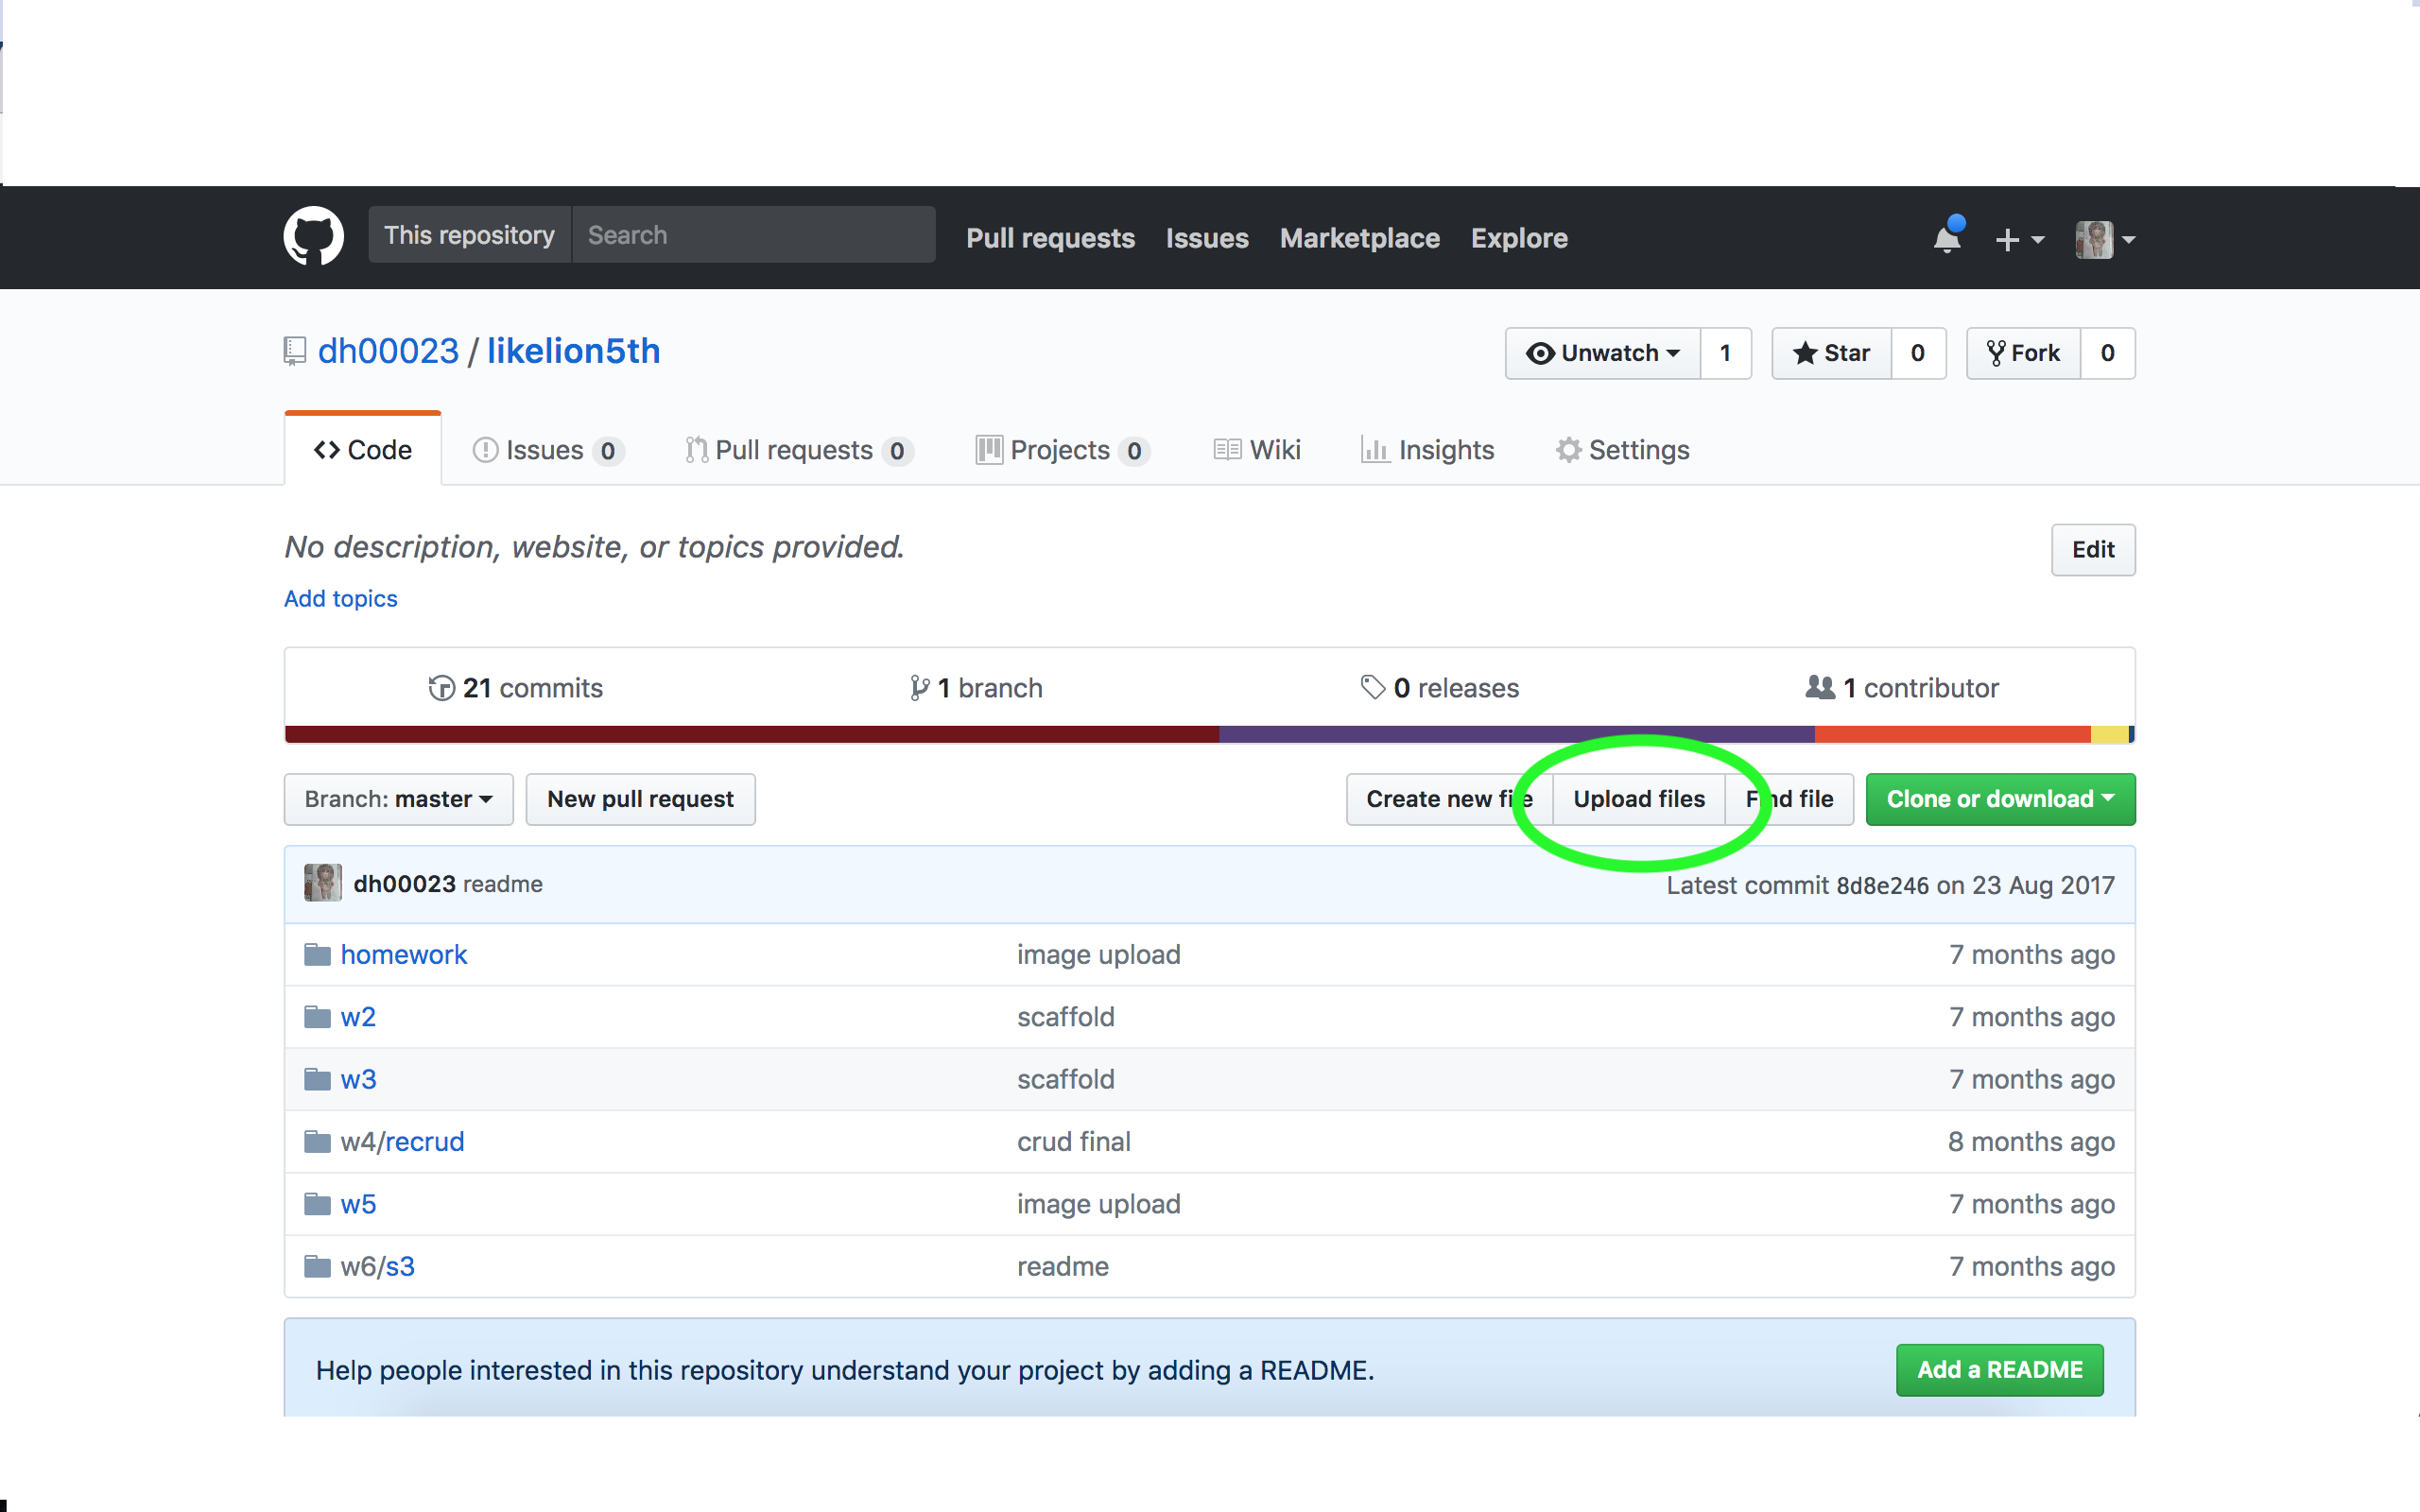 This repository Search Pull requests Issues Marketplace Explore
dh00023 / likelion5th Unwatch 1 Star 0 Fork 0
Code Issues 0 Pull requests 0 Projects 0 Wiki Insights Settings
No description, website, or topics provided. Edit
Add topics
21 commits 1 branch 0 releases 1 contributor
Branch: master New pull request Create new file Upload files Find file Clone or download
dh00023 readme Latest commit 8d8e246 on 23 Aug 2017
homework image upload 7 months ago
w2 scaffold 7 months ago
w3 scaffold 7 months ago
w4/recrud crud final 8 months ago
w5 image upload 7 months ago
w6/s3 readme 7 months ago
Help people interested in this repository understand your project by adding a README. Add a README